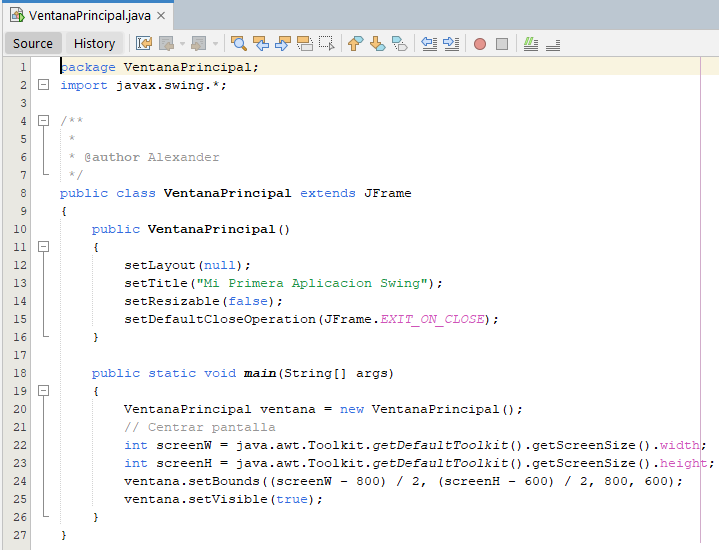 VentanaPrincipal.java
Source History
1 package VentanaPrincipal;
2 import javax.swing.*;
3
4 /**
5 *
6 * @author Alexander
7 */
8 public class VentanaPrincipal extends JFrame
9 {
10 public VentanaPrincipal()
11 {
12 setLayout(null);
13 setTitle("Mi Primera Aplicacion Swing");
14 setResizable(false);
15 setDefaultCloseOperation(JFrame.EXIT_ON_CLOSE);
16 }
17
18 public static void main(String[] args)
19 {
20 VentanaPrincipal ventana = new VentanaPrincipal();
21 // Centrar pantalla
22 int screenW = java.awt.Toolkit.getDefaultToolkit().getScreenSize().width;
23 int screenH = java.awt.Toolkit.getDefaultToolkit().getScreenSize().height;
24 ventana.setBounds((screenW - 800) / 2, (screenH - 600) / 2, 800, 600);
25 ventana.setVisible(true);
26 }
27 }